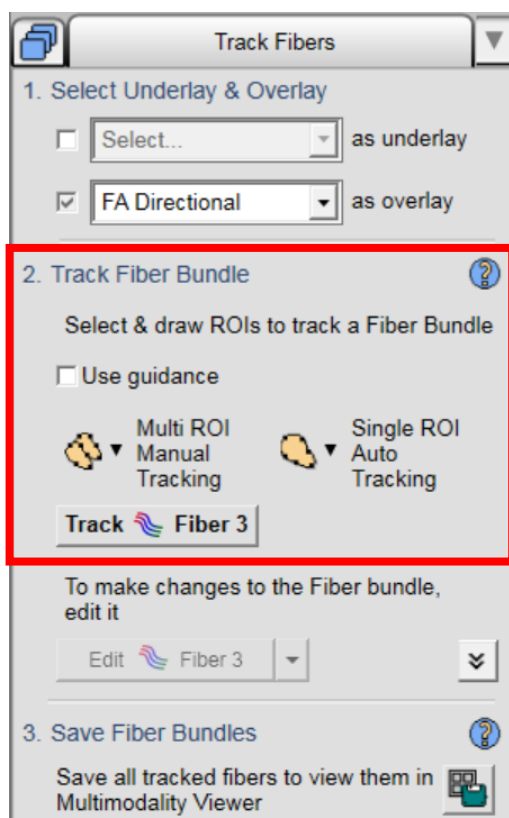 Track Fibers
1. Select Underlay & Overlay
Select... as underlay
FA Directional as overlay
2. Track Fiber Bundle ?
Select & draw ROIs to track a Fiber Bundle
Use guidance
Multi ROI Manual Tracking
Single ROI Auto Tracking
Track Fiber 3
To make changes to the Fiber bundle,
edit it
Edit Fiber 3
3. Save Fiber Bundles ?
Save all tracked fibers to view them in
Multimodality Viewer